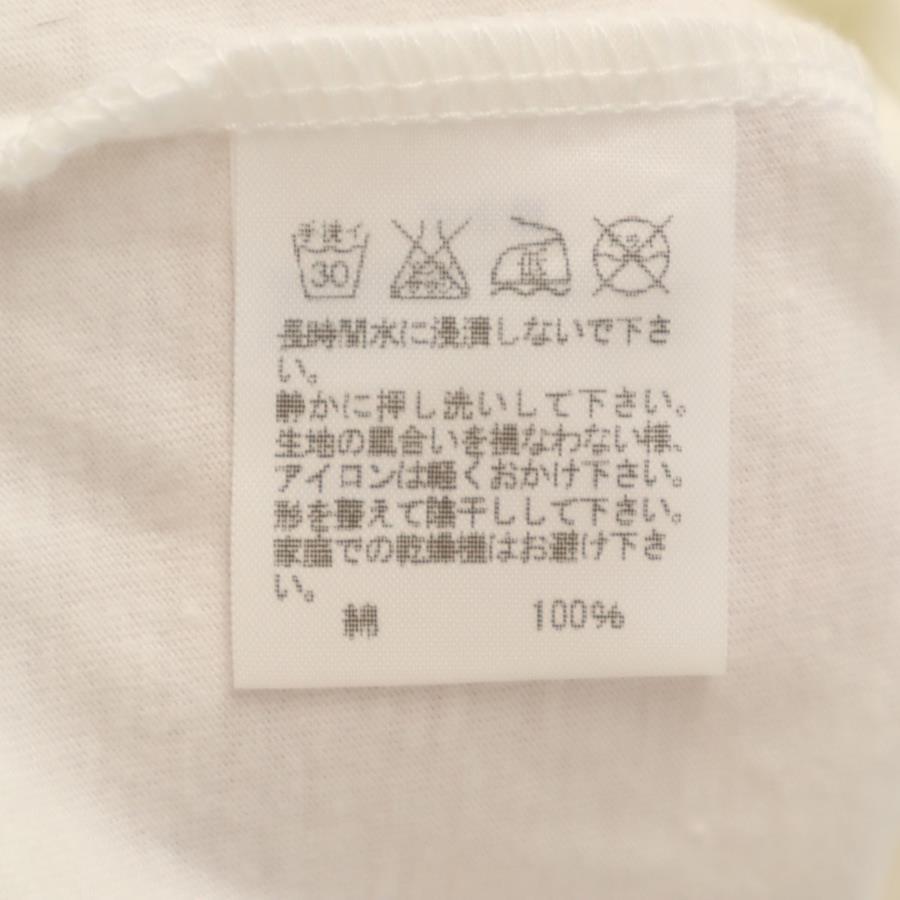 手洗イ
30
長時間水に浸漬しないで下さ
い。
静かに押し洗いして下さい。
生地の風合いを損なわない様、
アイロンは軽くおかけ下さい。
形を整えて陰干しして下さい。
家庭での乾燥機はお避け下さ
い。
綿 100%